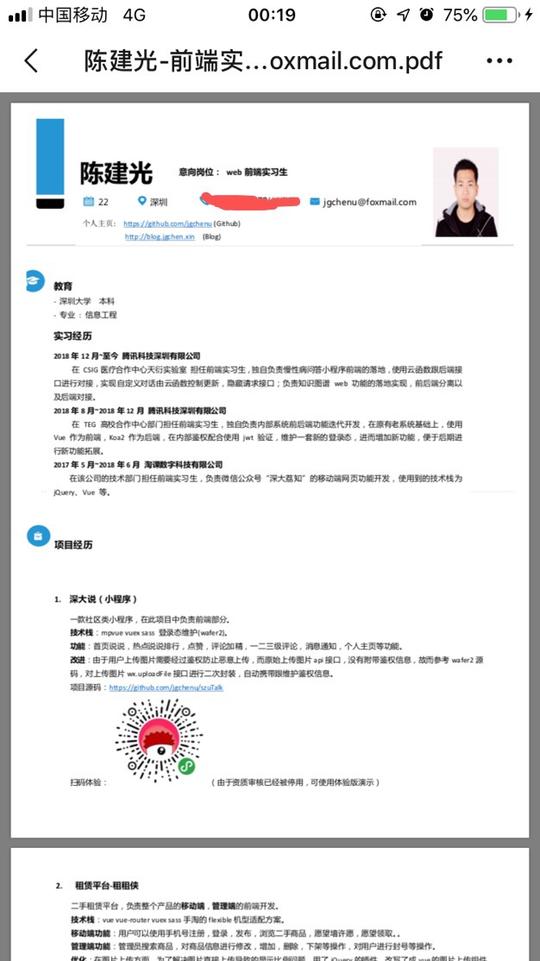 中国移动 4G 00:19 75%
陈建光-前端实...oxmail.com.pdf
陈建光 意向岗位： web 前端实习生
22 深圳 jgchenu@foxmail.com
个人主页： https://github.com/jgchenu (Github)
http://blog.jgchen.xin (Blog)
教育
- 深圳大学 本科
- 专业：信息工程
实习经历
2018 年 12 月~至今 腾讯科技深圳有限公司
在 CSIG 医疗合作中心天衍实验室 担任前端实习生，独自负责慢性病问答小程序前端的落地，使用云函数跟后端接
口进行对接，实现自定义对话由云函数控制更新，隐藏请求接口；负责知识图谱 web 功能的落地实现，前后端分离以
及后端对接。
2018 年 8 月~2018 年 12 月 腾讯科技深圳有限公司
在 TEG 高校合作中心部门担任前端实习生，独自负责内部系统前后端功能迭代开发，在原有老系统基础上，使用
Vue 作为前端，Koa2 作为后端，在内部鉴权配合使用 jwt 验证，维护一套新的登录态，进而增加新功能，便于后期进
行新功能拓展。
2017 年 5 月~2018 年 6 月 淘课数字科技有限公司
在该公司的技术部门担任前端实习生，负责微信公众号“深大荔知”的移动端网页功能开发，使用到的技术栈为
jQuery、Vue 等。
项目经历
1. 深大说（小程序）
一款社区类小程序，在此项目中负责前端部分。
技术栈：mpvue vuex sass 登录态维护(wafer2)。
功能：首页说说，热点说说排行，点赞，评论加精，一二三级评论，消息通知，个人主页等功能。
改进：由于用户上传图片需要经过鉴权防止恶意上传，而原始上传图片 api 接口，没有附带鉴权信息，故而参考 wafer2 源
码，对上传图片 wx.uploadFile 接口进行二次封装，自动携带跟维护鉴权信息。
项目源码：https://github.com/jgchenu/szuTalk
扫码体验： （由于资质审核已经被停用，可使用体验版演示）
2. 租赁平台-租租侠
二手租赁平台，负责整个产品的移动端，管理端的前端开发。
技术栈：vue vue-router vuex sass 手淘的 flexible 机型适配方案。
移动端功能：用户可以使用手机号注册，登录，发布，浏览二手商品，愿望墙许愿，愿望领取。。
管理端功能：管理员搜索商品，对商品信息进行修改，增加，删除，下架等操作，对用户进行封号等操作。